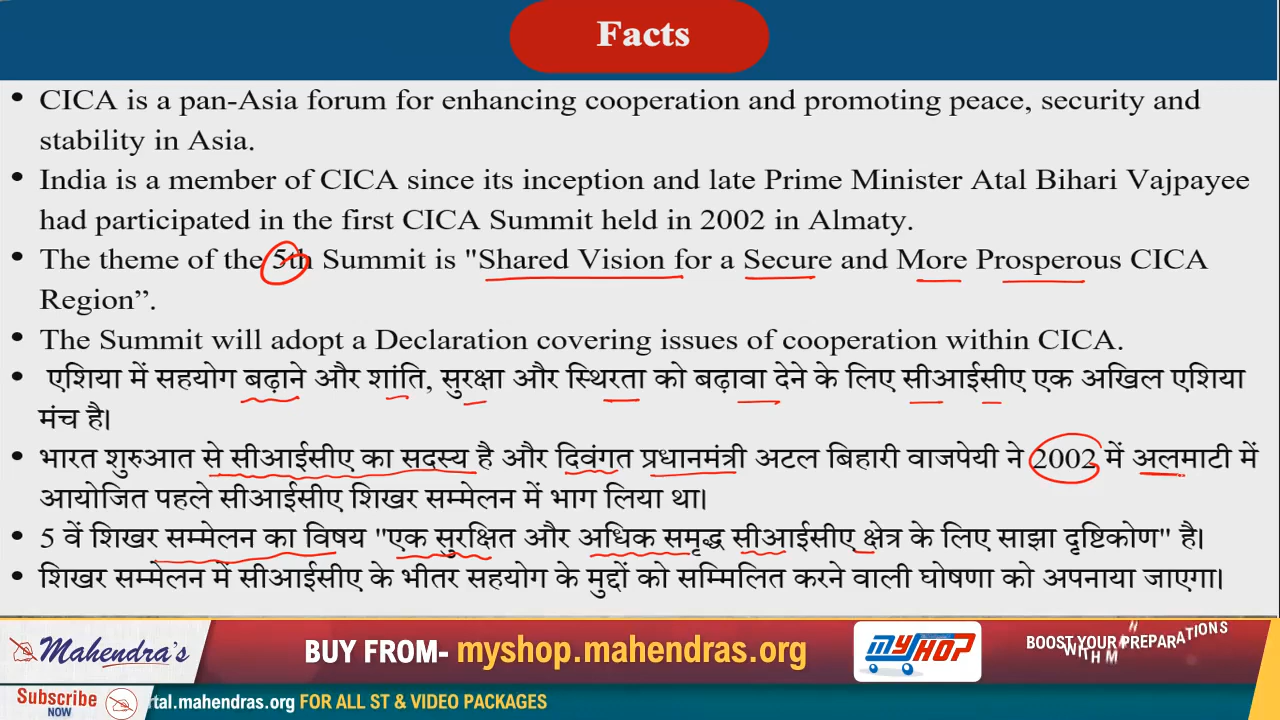 Facts
• CICA is a pan-Asia forum for enhancing cooperation and promoting peace, security and
stability in Asia.
• India is a member of CICA since its inception and late Prime Minister Atal Bihari Vajpayee
had participated in the first CICA Summit held in 2002 in Almaty.
• The theme of the 5th Summit is "Shared Vision for a Secure and More Prosperous CICA
Region”.
• The Summit will adopt a Declaration covering issues of cooperation within CICA.
• एशिया में सहयोग बढ़ाने और शांति, सुरक्षा और स्थिरता को बढ़ावा देने के लिए सीआईसीए एक अखिल एशिया
मंच है।
• भारत शुरुआत से सीआईसीए का सदस्य है और दिवंगत प्रधानमंत्री अटल बिहारी वाजपेयी ने 2002 में अलमाटी में
आयोजित पहले सीआईसीए शिखर सम्मेलन में भाग लिया था।
• 5 वें शिखर सम्मेलन का विषय "एक सुरक्षित और अधिक समृद्ध सीआईसीए क्षेत्र के लिए साझा दृष्टिकोण" है।
• शिखर सम्मेलन में सीआईसीए के भीतर सहयोग के मुद्दों को सम्मिलित करने वाली घोषणा को अपनाया जाएगा।
Mahendra's
BUY FROM- myshop.mahendras.org
MYSHOP
BOOST YOUR PREPARATIONS
WITH M
Subscribe
NOW
rtal.mahendras.org FOR ALL ST & VIDEO PACKAGES